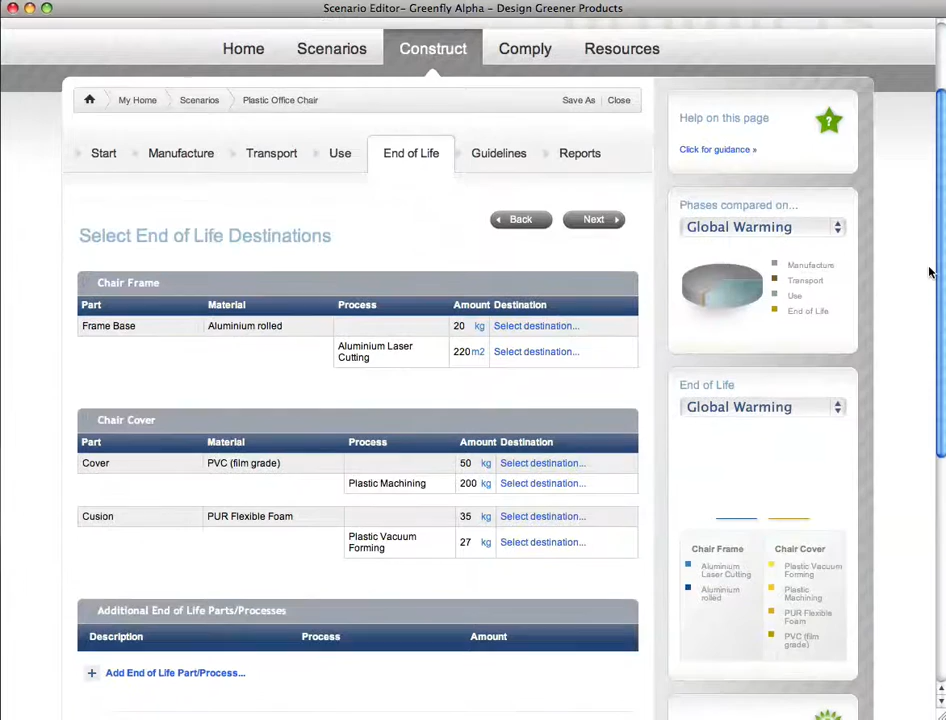 Scenario Editor- Greenfly Alpha - Design Greener Products
Home Scenarios Construct Comply Resources
My Home Scenarios Plastic Office Chair Save As Close
Start Manufacture Transport Use End of Life Guidelines Reports
Back Next
Select End of Life Destinations
Chair Frame
Part Material Process Amount Destination
Frame Base Aluminium rolled 20 kg Select destination...
Aluminium Laser Cutting 220 m2 Select destination...
Chair Cover
Part Material Process Amount Destination
Cover PVC (film grade) 50 kg Select destination...
Plastic Machining 200 kg Select destination...
Cusion PUR Flexible Foam 35 kg Select destination...
Plastic Vacuum Forming 27 kg Select destination...
Additional End of Life Parts/Processes
Description Process Amount
+ Add End of Life Part/Process...
Help on this page
?
Click for guidance »
Phases compared on...
Global Warming
Manufacture
Transport
Use
End of Life
End of Life
Global Warming
Chair Frame
Aluminium
Laser Cutting
Aluminium
rolled
Chair Cover
Plastic Vacuum
Forming
Plastic
Machining
PUR Flexible
Foam
PVC (film
grade)